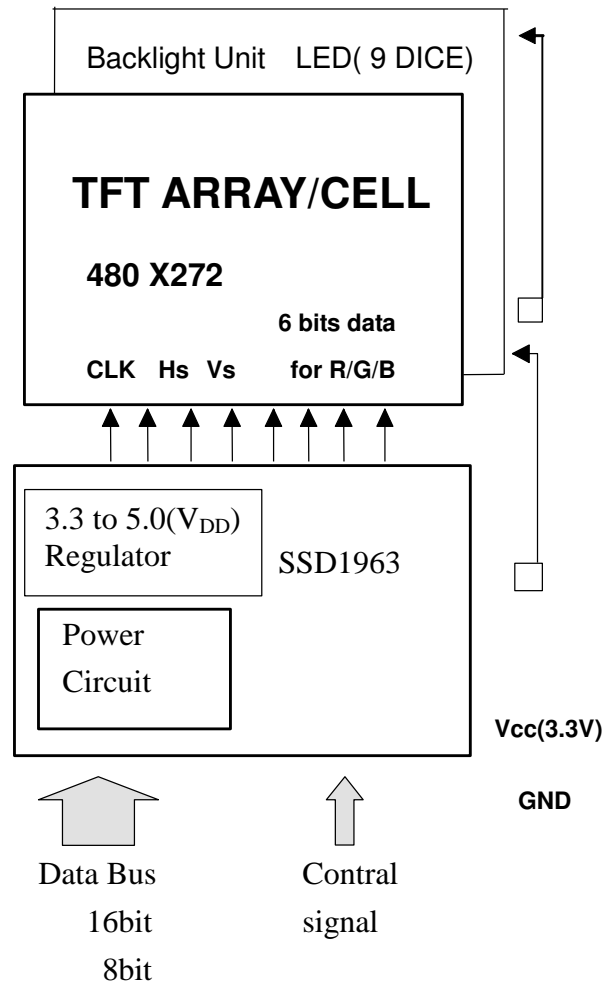 Backlight Unit LED( 9 DICE)
TFT ARRAY/CELL
480 X272
6 bits data
CLK Hs Vs for R/G/B
3.3 to 5.0(VDD)
Regulator
SSD1963
Power
Circuit
Vcc(3.3V)
GND
Data Bus
16bit
8bit
Contral
signal